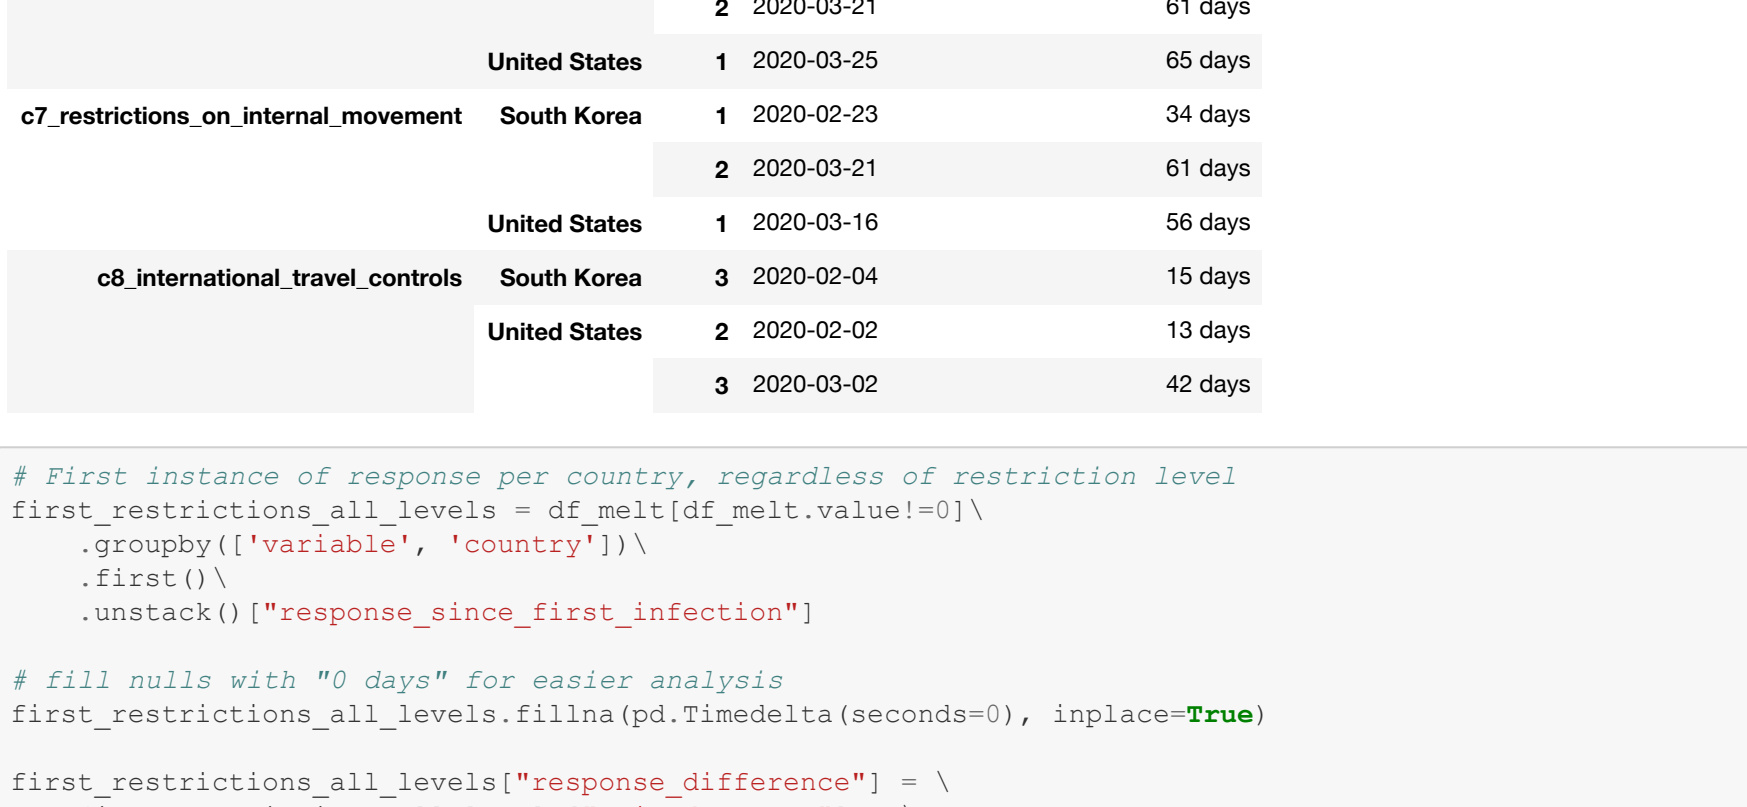 2 2020-03-21 61 days
United States 1 2020-03-25 65 days
c7_restrictions_on_internal_movement South Korea 1 2020-02-23 34 days
2 2020-03-21 61 days
United States 1 2020-03-16 56 days
c8_international_travel_controls South Korea 3 2020-02-04 15 days
United States 2 2020-02-02 13 days
3 2020-03-02 42 days
# First instance of response per country, regardless of restriction level
first_restrictions_all_levels = df_melt[df_melt.value!=0]\
    .groupby(['variable', 'country'])\
    .first()\
    .unstack()["response_since_first_infection"]
# fill nulls with "0 days" for easier analysis
first_restrictions_all_levels.fillna(pd.Timedelta(seconds=0), inplace=True)
first_restrictions_all_levels["response_difference"] = \